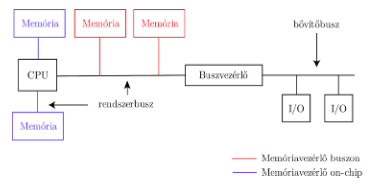 Memória Memória Memória
bővítőbusz
CPU
Buszvezérlő
rendszerbusz
I/O I/O
Memória
Memóriavezérlő buszon
Memóriavezérlő on-chip